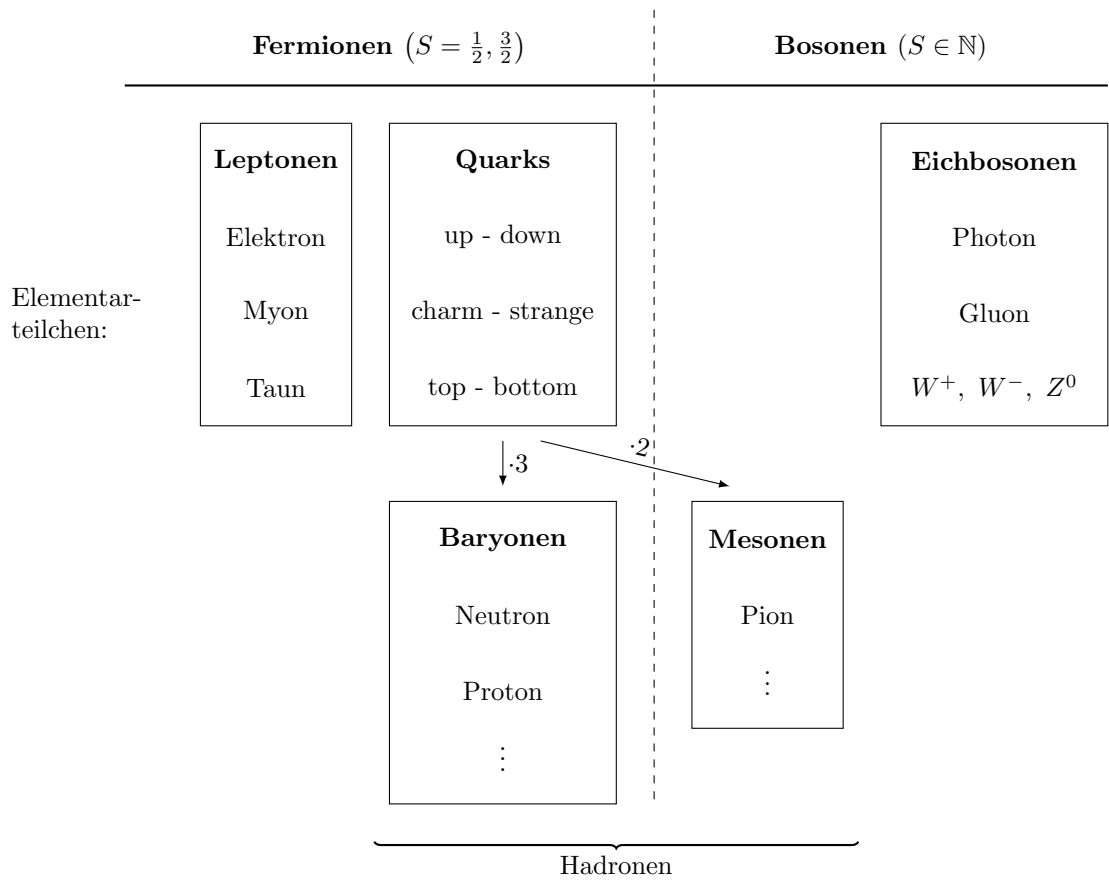 Fermionen (S = 1/2, 3/2)
Bosonen (S ∈ ℕ)
Elementar-
teilchen:
Leptonen
Elektron
Myon
Taun
Quarks
up - down
charm - strange
top - bottom
Eichbosonen
Photon
Gluon
W⁺, W⁻, Z⁰
·3
·2
Baryonen
Neutron
Proton
⋮
Mesonen
Pion
⋮
Hadronen